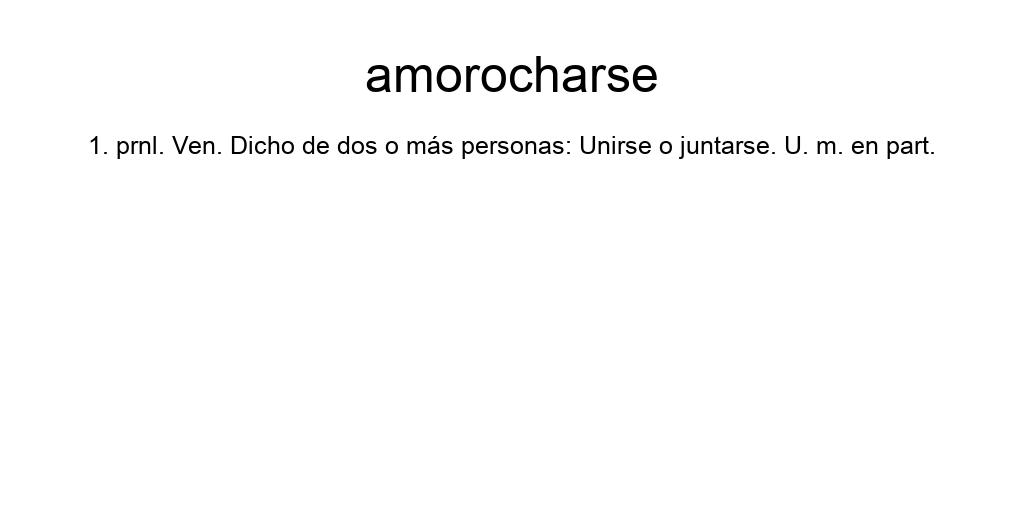 amorocharse
1. prnl. Ven. Dicho de dos o más personas: Unirse o juntarse. U. m. en part.